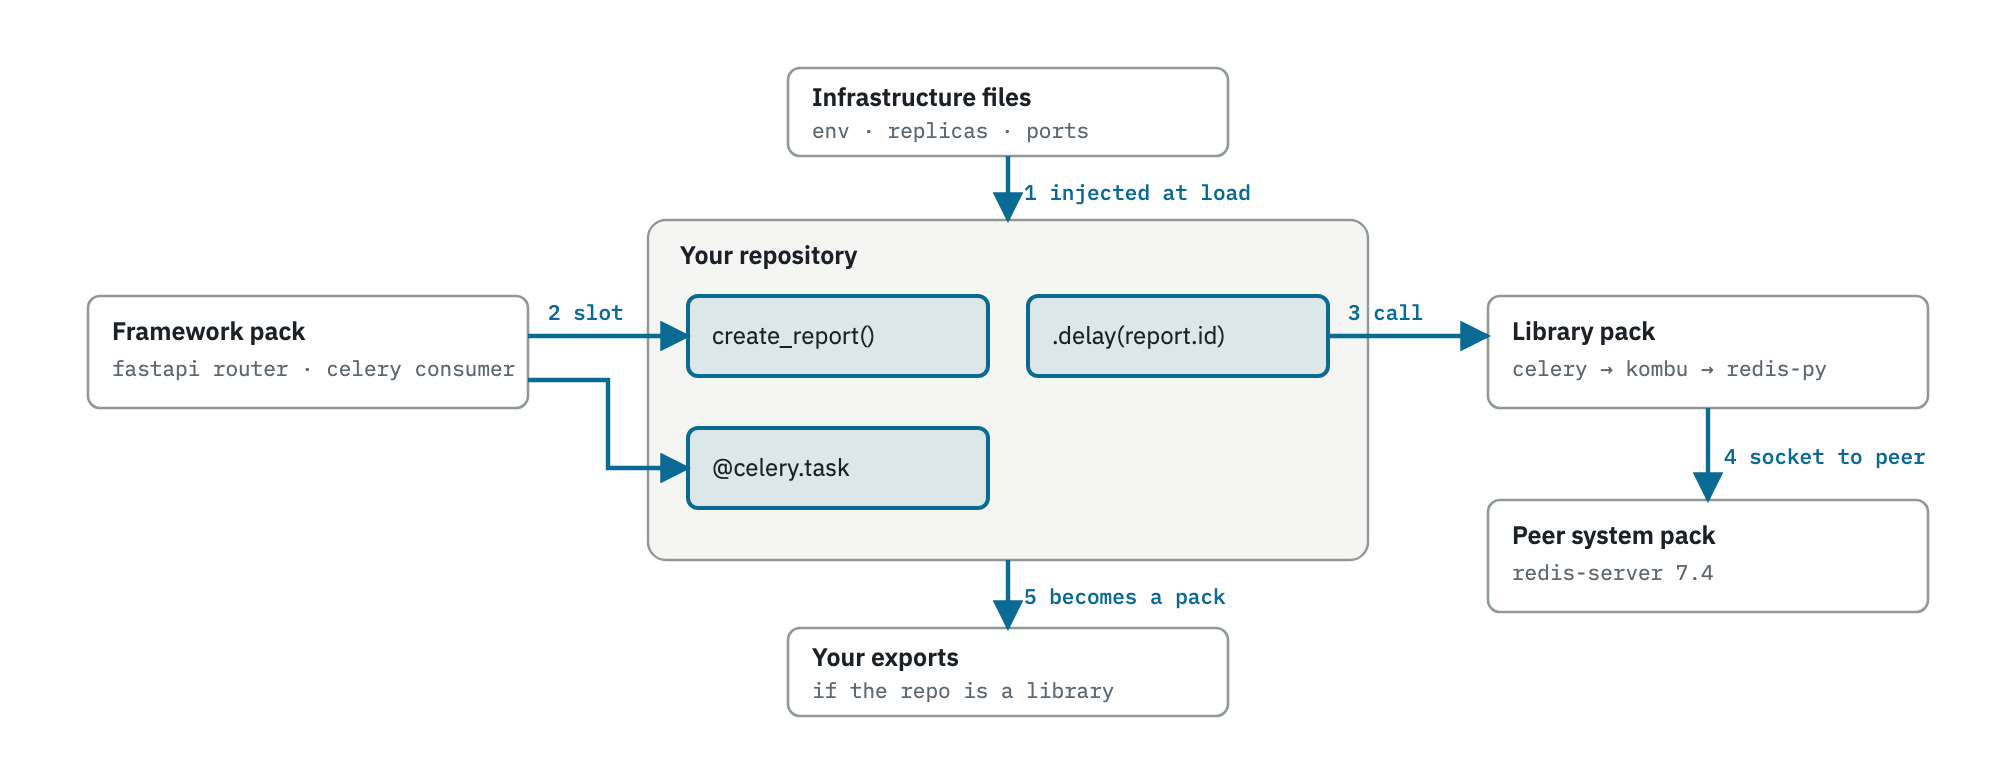 Infrastructure files
env · replicas · ports
1 injected at load
Your repository
2 slot
create_report()
.delay(report.id)
3 call
Framework pack
fastapi router · celery consumer
Library pack
celery → kombu → redis-py
@celery.task
4 socket to peer
Peer system pack
redis-server 7.4
5 becomes a pack
Your exports
if the repo is a library